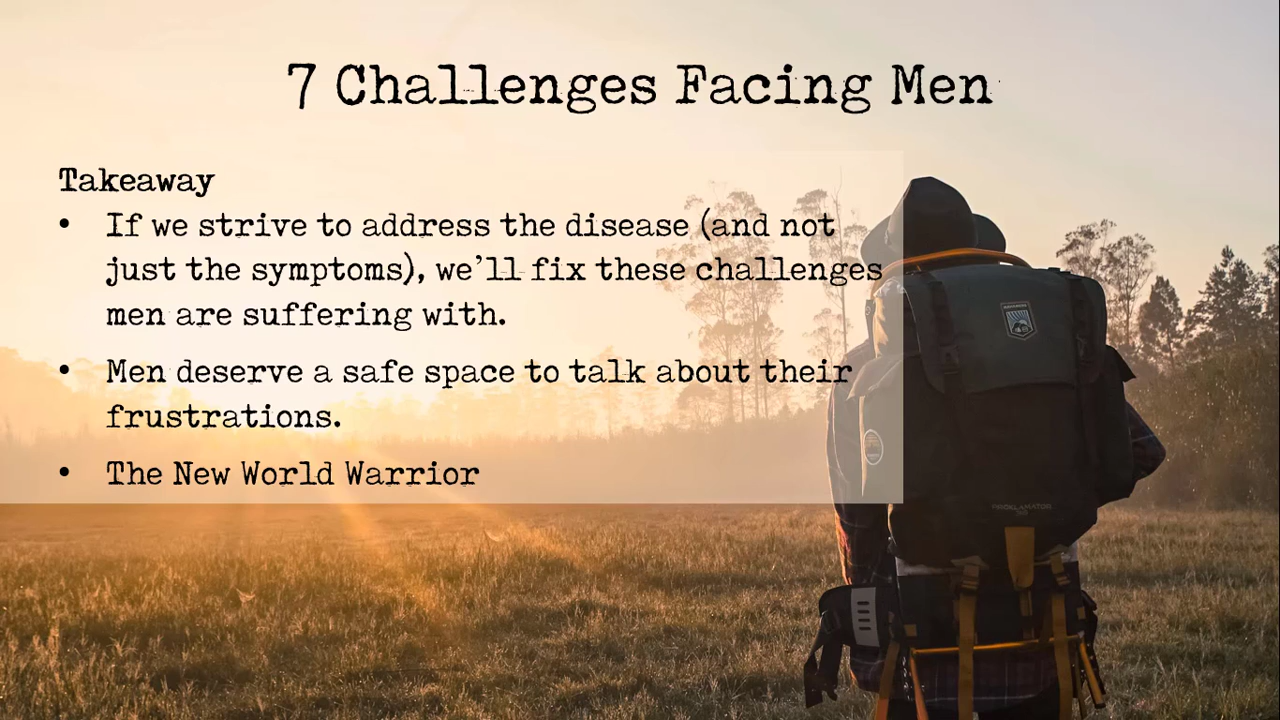 7 Challenges Facing Men
Takeaway
• If we strive to address the disease (and not
just the symptoms), we’ll fix these challenges
men are suffering with.
• Men deserve a safe space to talk about their
frustrations.
• The New World Warrior